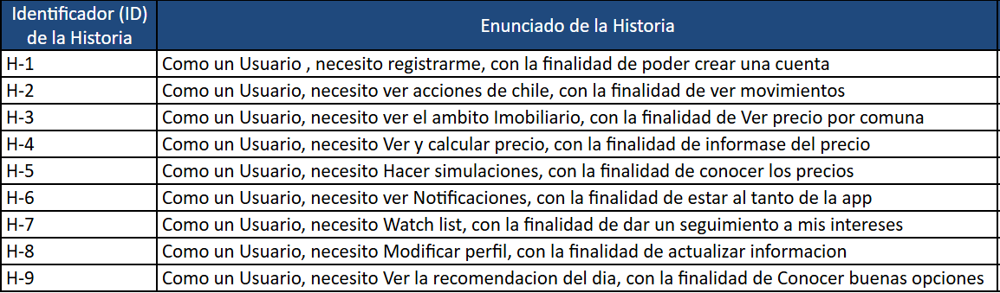 Identificador (ID)
de la Historia
Enunciado de la Historia
H-1 Como un Usuario , necesito registrarme, con la finalidad de poder crear una cuenta
H-2 Como un Usuario, necesito ver acciones de chile, con la finalidad de ver movimientos
H-3 Como un Usuario, necesito ver el ambito Imobiliario, con la finalidad de Ver precio por comuna
H-4 Como un Usuario, necesito Ver y calcular precio, con la finalidad de informase del precio
H-5 Como un Usuario, necesito Hacer simulaciones, con la finalidad de conocer los precios
H-6 Como un Usuario, necesito ver Notificaciones, con la finalidad de estar al tanto de la app
H-7 Como un Usuario, necesito Watch list, con la finalidad de dar un seguimiento a mis intereses
H-8 Como un Usuario, necesito Modificar perfil, con la finalidad de actualizar informacion
H-9 Como un Usuario, necesito Ver la recomendacion del dia, con la finalidad de Conocer buenas opciones